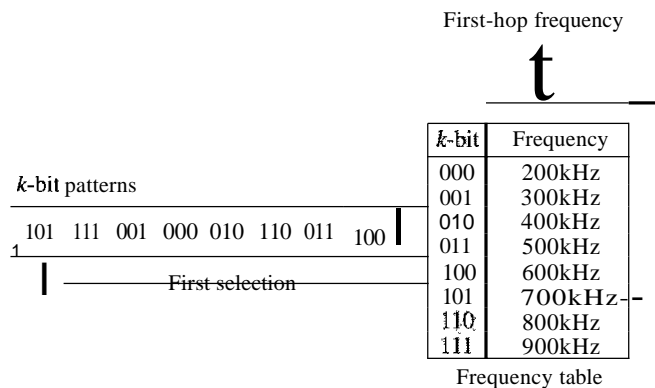 First-hop frequency
t
k-bit Frequency
000 200kHz
001 300kHz
010 400kHz
011 500kHz
100 600kHz
101 700kHz--
110 800kHz
111 900kHz
Frequency table
k-bit patterns
101 111 001 000 010 110 011 100
1
First selection